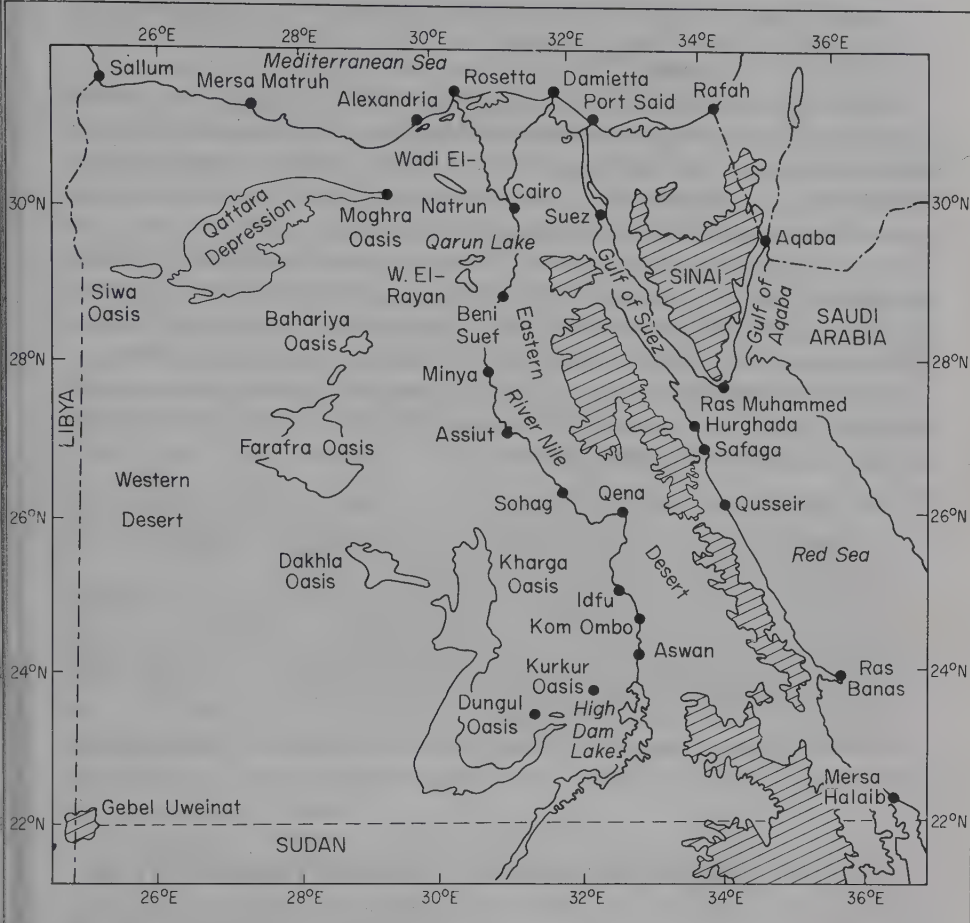 26°E
28°E
30°E
32°E
34°E
36°E
Mediterranean Sea
Sallum
Mersa Matruh
Rosetta
Damietta
Alexandria
Port Said
Rafah
Wadi El-
Natrun
Cairo
Suez
30°N
30°N
Qattara
Depression
Moghra
Oasis
Qarun Lake
Aqaba
W. El-
Rayan
SINAI
Gulf of Suez
Gulf of
Aqaba
SAUDI
ARABIA
Siwa
Oasis
Bahariya
Oasis
Beni
Suef
Eastern
28°N
28°N
Minya
River Nile
Ras Muhammed
Hurghada
LIBYA
Farafra Oasis
Assiut
Safaga
Western
Desert
Sohag
Qena
Qusseir
26°N
26°N
Red Sea
Dakhla
Oasis
Kharga
Oasis
Desert
Idfu
Kom Ombo
Aswan
24°N
24°N
Kurkur
Oasis
Ras
Banas
Dungul
Oasis
High
Dam
Lake
Mersa
Halaib
Gebel Uweinat
22°N
22°N
SUDAN
26°E
28°E
30°E
32°E
34°E
36°E